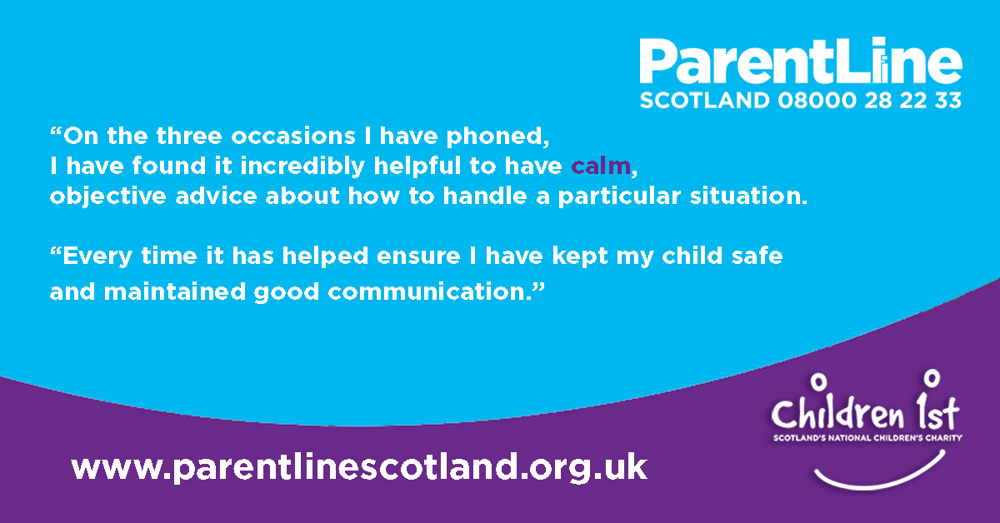 ParentLine
SCOTLAND 08000 28 22 33
“On the three occasions I have phoned,
I have found it incredibly helpful to have calm,
objective advice about how to handle a particular situation.
“Every time it has helped ensure I have kept my child safe
and maintained good communication.”
Children 1st
SCOTLAND'S NATIONAL CHILDREN'S CHARITY
www.parentlinescotland.org.uk